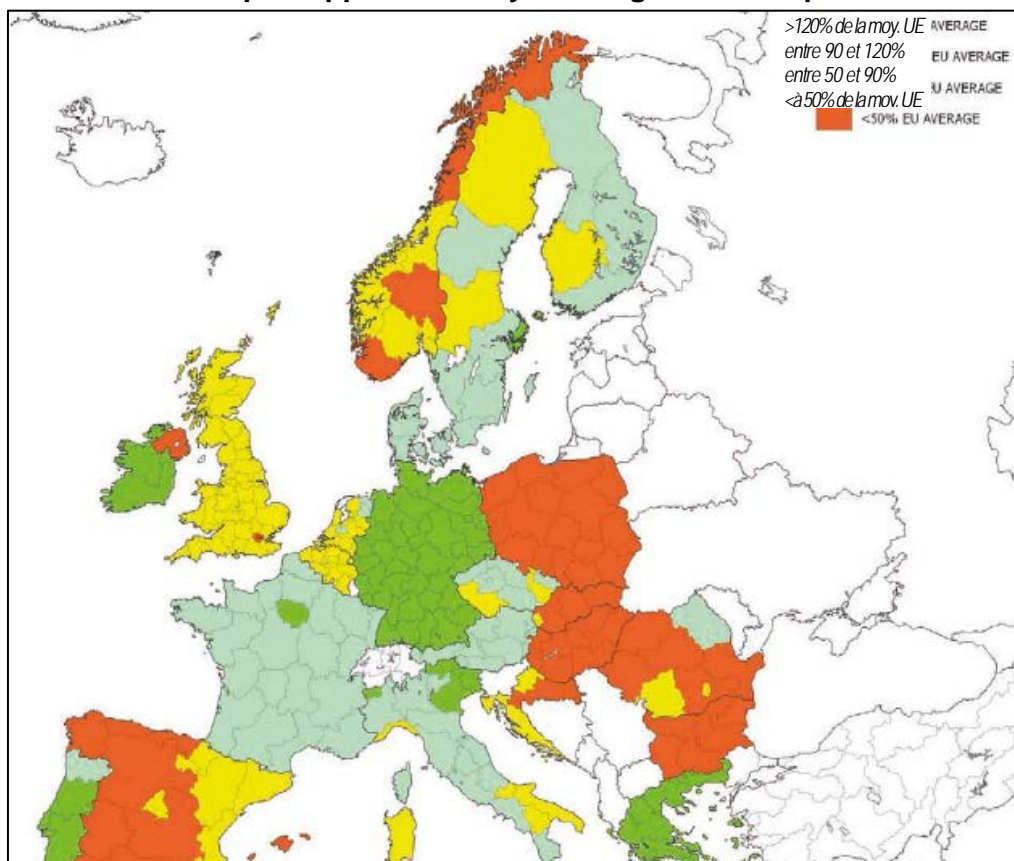 >120% de la moy. UE AVERAGE
entre 90 et 120% EU AVERAGE
entre 50 et 90% EU AVERAGE
<à 50% de la moy. UE
<50% EU AVERAGE